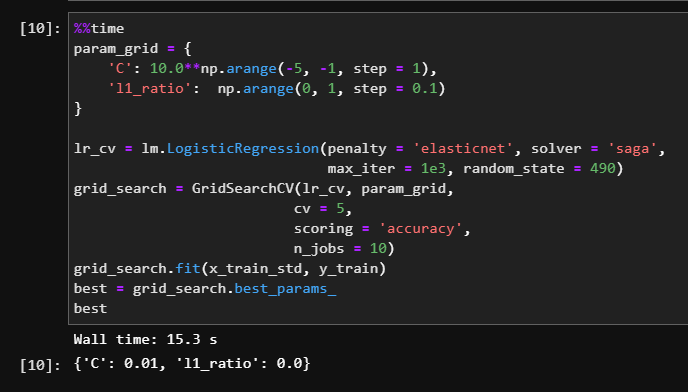 [10]: %%time
param_grid = {
    'C': 10.0**np.arange(-5, -1, step = 1),
    'l1_ratio':  np.arange(0, 1, step = 0.1)
}

lr_cv = lm.LogisticRegression(penalty = 'elasticnet', solver = 'saga',
                              max_iter = 1e3, random_state = 490)
grid_search = GridSearchCV(lr_cv, param_grid,
                          cv = 5,
                          scoring = 'accuracy',
                          n_jobs = 10)
grid_search.fit(x_train_std, y_train)
best = grid_search.best_params_
best
Wall time: 15.3 s
[10]: {'C': 0.01, 'l1_ratio': 0.0}